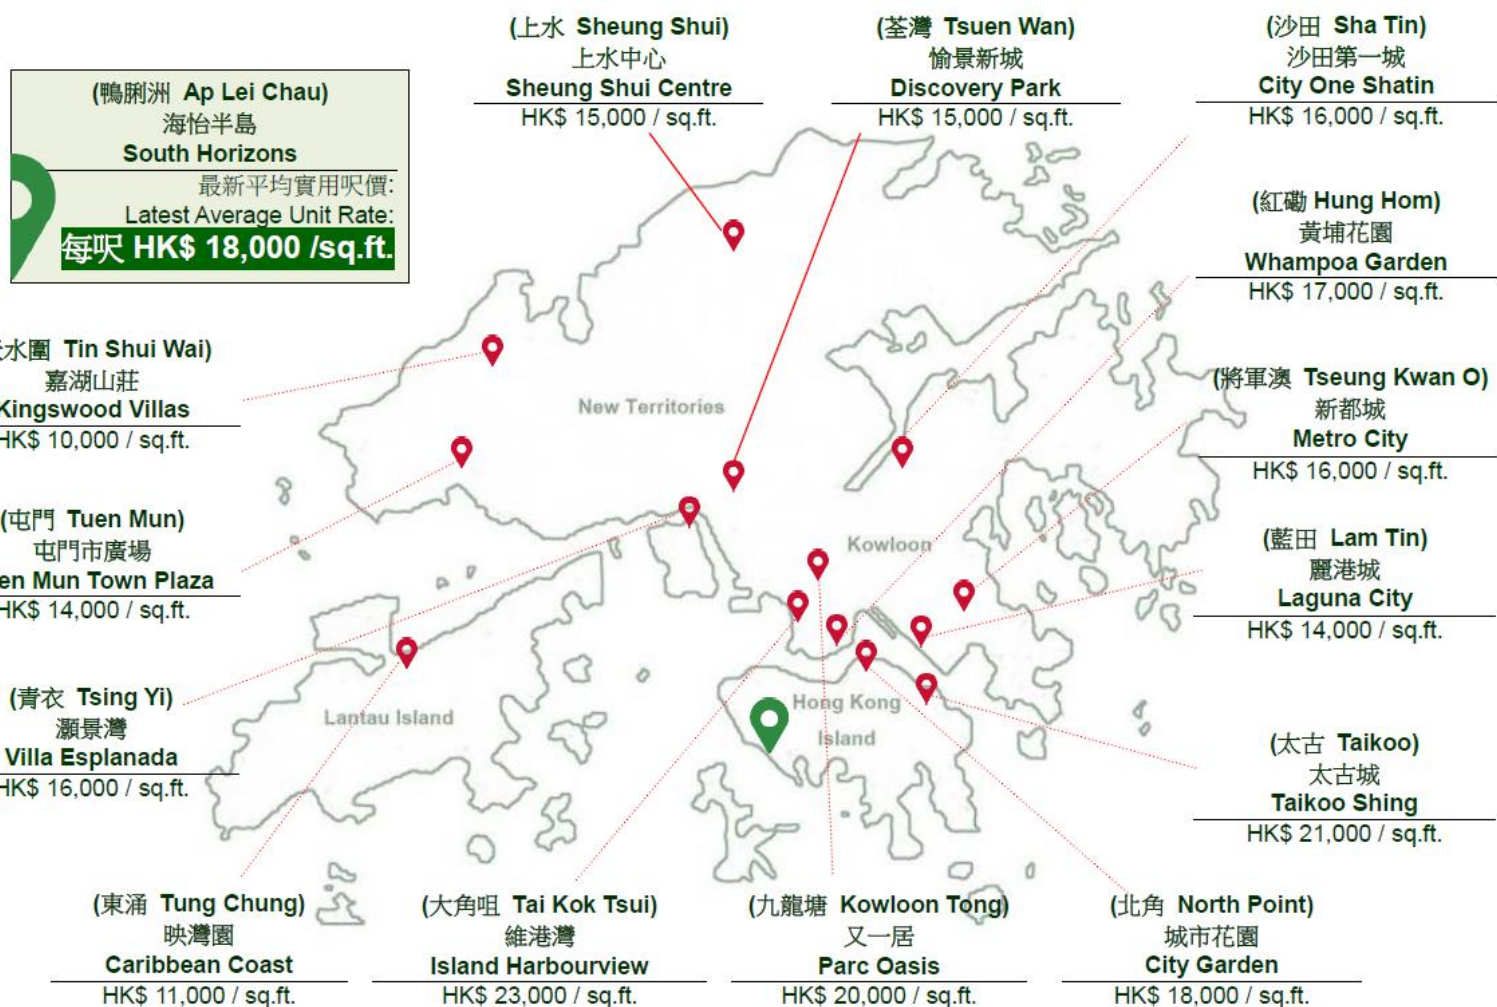 (上水 Sheung Shui)
上水中心
Sheung Shui Centre
HK$ 15,000 / sq.ft.
(荃灣 Tsuen Wan)
愉景新城
Discovery Park
HK$ 15,000 / sq.ft.
(沙田 Sha Tin)
沙田第一城
City One Shatin
HK$ 16,000 / sq.ft.
(鴨脷洲 Ap Lei Chau)
海怡半島
South Horizons
最新平均實用呎價:
Latest Average Unit Rate:
每呎 HK$ 18,000 /sq.ft.
(紅磡 Hung Hom)
黃埔花園
Whampoa Garden
HK$ 17,000 / sq.ft.
水圍 Tin Shui Wai)
嘉湖山莊
Kingswood Villas
HK$ 10,000 / sq.ft.
New Territories
(將軍澳 Tseung Kwan O)
新都城
Metro City
HK$ 16,000 / sq.ft.
(屯門 Tuen Mun)
屯門市廣場
en Mun Town Plaza
HK$ 14,000 / sq.ft.
Kowloon
(藍田 Lam Tin)
麗港城
Laguna City
HK$ 14,000 / sq.ft.
(青衣 Tsing Yi)
灝景灣
Villa Esplanada
HK$ 16,000 / sq.ft.
Lantau Island
Hong Kong
Island
(太古 Taikoo)
太古城
Taikoo Shing
HK$ 21,000 / sq.ft.
(東涌 Tung Chung)
映灣園
Caribbean Coast
HK$ 11,000 / sq.ft.
(大角咀 Tai Kok Tsui)
維港灣
Island Harbourview
HK$ 23,000 / sq.ft.
(九龍塘 Kowloon Tong)
又一居
Parc Oasis
HK$ 20,000 / sq.ft.
(北角 North Point)
城市花園
City Garden
HK$ 18,000 / sq.ft.